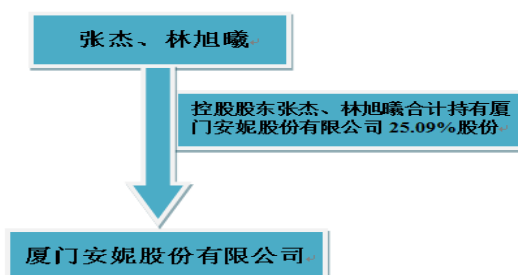 张杰、林旭曦
控股股东张杰、林旭曦合计持有厦
门安妮股份有限公司 25.09%股份
厦门安妮股份有限公司